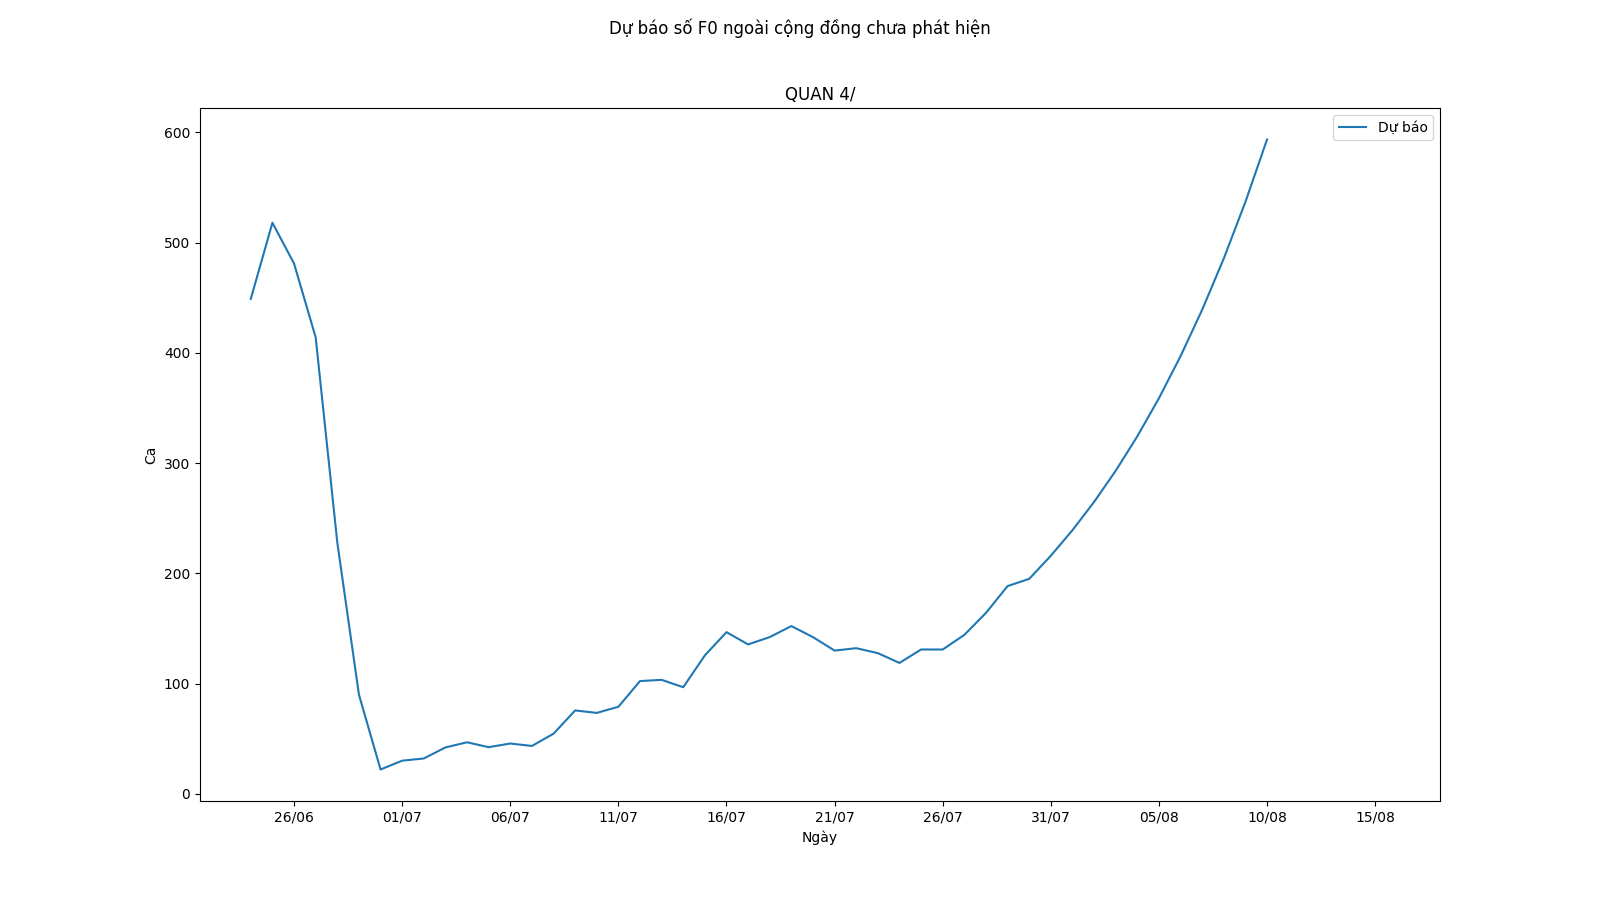 Dự báo số F0 ngoài cộng đồng chưa phát hiện
QUAN 4/
Dự báo
600
500
400
300
200
100
0
Ca
26/06 01/07 06/07 11/07 16/07 21/07 26/07 31/07 05/08 10/08 15/08
Ngày